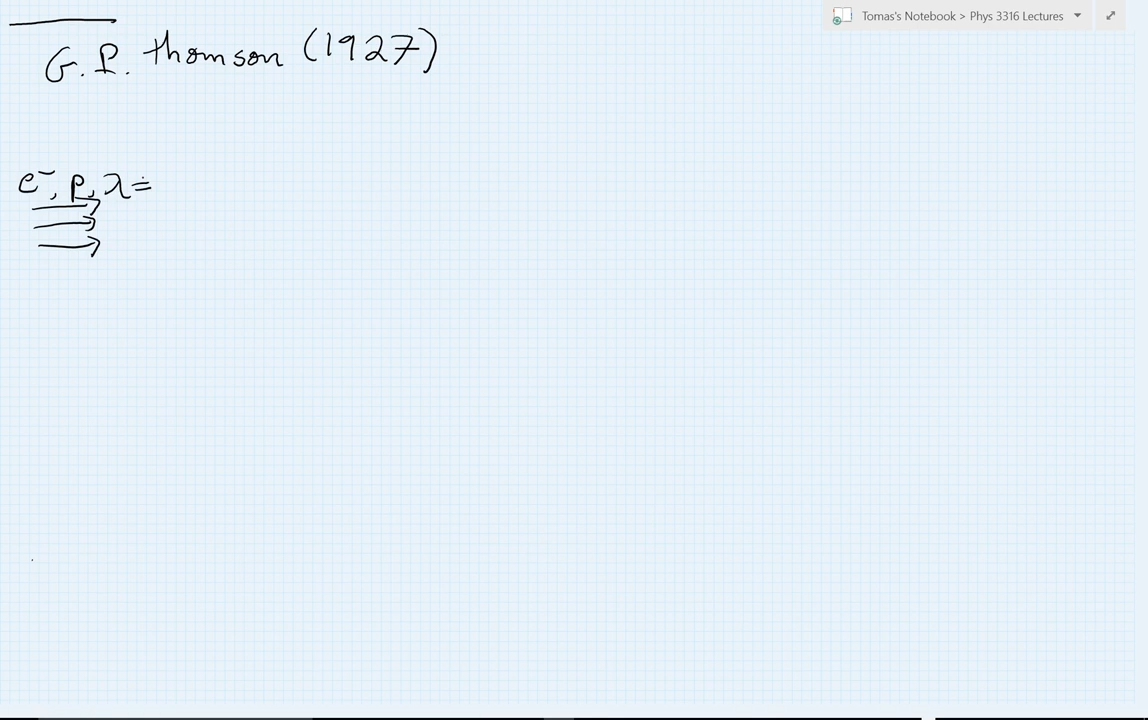 Tomas's Notebook > Phys 3316 Lectures
G. P. thomson (1927)
e⁻, p, λ =